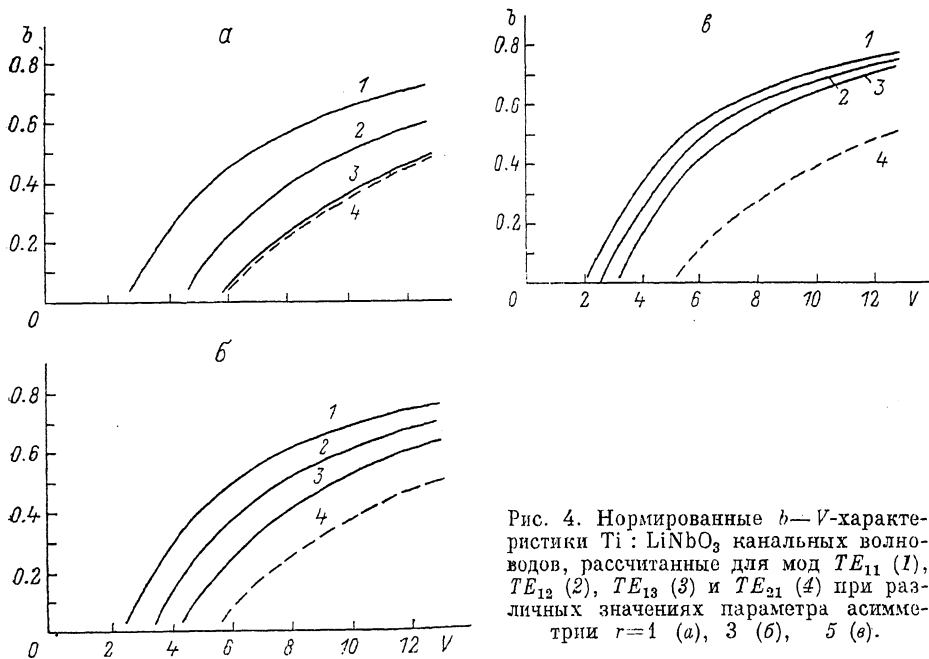 b
а
0.8
0.6
0.4
0.2
0
1
2
3
4
V
б
0.8
0.6
0.4
0.2
0
1
2
3
4
2 4 6 8 10 12 V
b
в
0.8
0.6
0.4
0.2
0
1
2
3
4
2 4 6 8 10 12 V
Рис. 4. Нормированные b—V-характе-
ристики Ti : LiNbO₃ канальных волно-
водов, рассчитанные для мод TE₁₁ (1),
TE₁₂ (2), TE₁₃ (3) и TE₂₁ (4) при раз-
личных значениях параметра асимме-
трии r=1 (а), 3 (б), 5 (в).